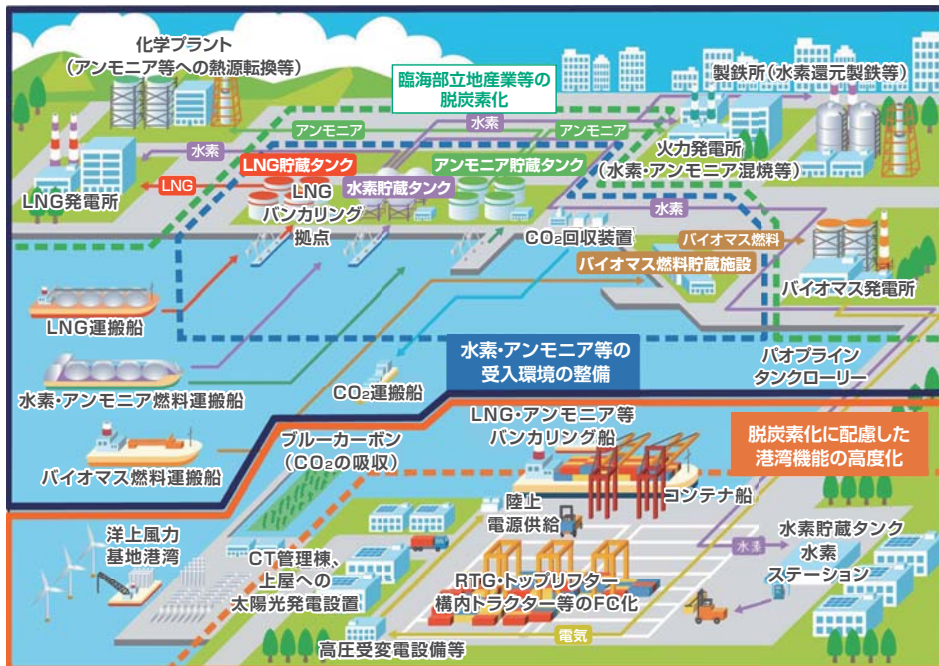 化学プラント
（アンモニア等への熱源転換等）
臨海部立地産業等の
脱炭素化
製鉄所（水素還元製鉄等）
アンモニア
水素
アンモニア
水素
火力発電所
（水素・アンモニア混焼等）
LNG貯蔵タンク
アンモニア貯蔵タンク
LNG
LNG発電所
LNG
バンカリング
拠点
水素貯蔵タンク
水素
CO₂回収装置
バイオマス燃料
バイオマス燃料貯蔵施設
バイオマス発電所
LNG運搬船
水素・アンモニア等の
受入環境の整備
パオプライン
タンクローリー
水素・アンモニア燃料運搬船
CO₂運搬船
LNG・アンモニア等
バンカリング船
脱炭素化に配慮した
港湾機能の高度化
バイオマス燃料運搬船
ブルーカーボン
（CO₂の吸収）
コンテナ船
陸上
電源供給
洋上風力
基地港湾
水素貯蔵タンク
水素
水素
ステーション
CT管理棟、
上屋への
太陽光発電設置
RTG・トップリフター
構内トラクター等のFC化
電気
高圧受変電設備等